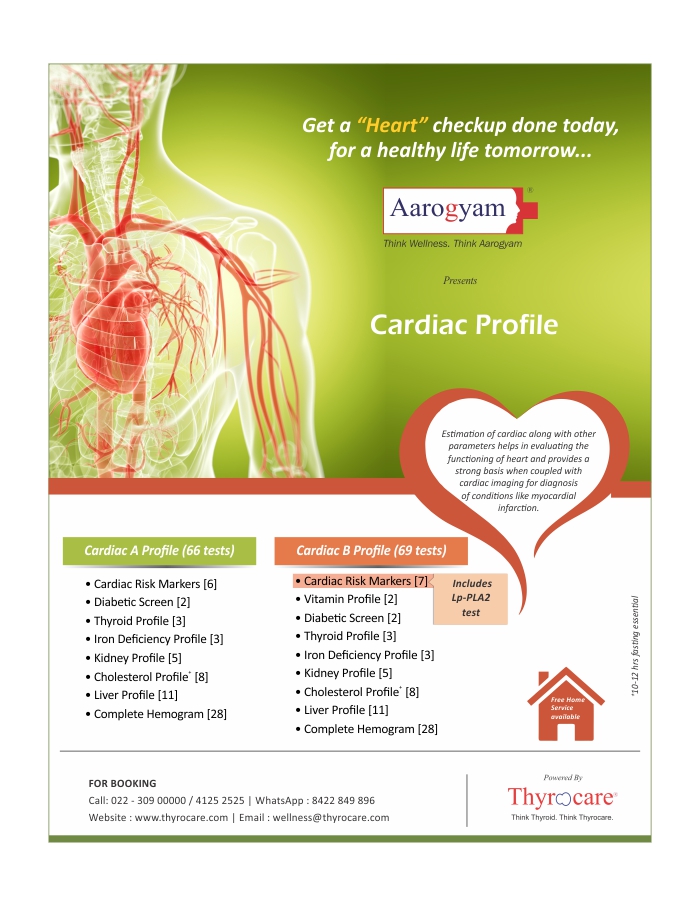 Get a “Heart” checkup done today,
for a healthy life tomorrow...
Aarogyam ®
Think Wellness. Think Aarogyam
Presents
Cardiac Profile
Estimation of cardiac along with other
parameters helps in evaluating the
functioning of heart and provides a
strong basis when coupled with
cardiac imaging for diagnosis
of conditions like myocardial
infarction.
Cardiac A Profile (66 tests)
• Cardiac Risk Markers [6]
• Diabetic Screen [2]
• Thyroid Profile [3]
• Iron Deficiency Profile [3]
• Kidney Profile [5]
• Cholesterol Profile* [8]
• Liver Profile [11]
• Complete Hemogram [28]
Cardiac B Profile (69 tests)
• Cardiac Risk Markers [7]
• Vitamin Profile [2]
• Diabetic Screen [2]
• Thyroid Profile [3]
• Iron Deficiency Profile [3]
• Kidney Profile [5]
• Cholesterol Profile* [8]
• Liver Profile [11]
• Complete Hemogram [28]
Includes
Lp-PLA2
test
*10-12 hrs fasting essential
Free Home
Service
available
FOR BOOKING
Call: 022 - 309 00000 / 4125 2525 | WhatsApp : 8422 849 896
Website : www.thyrocare.com | Email : wellness@thyrocare.com
Powered By
Thyrocare®
Think Thyroid. Think Thyrocare.